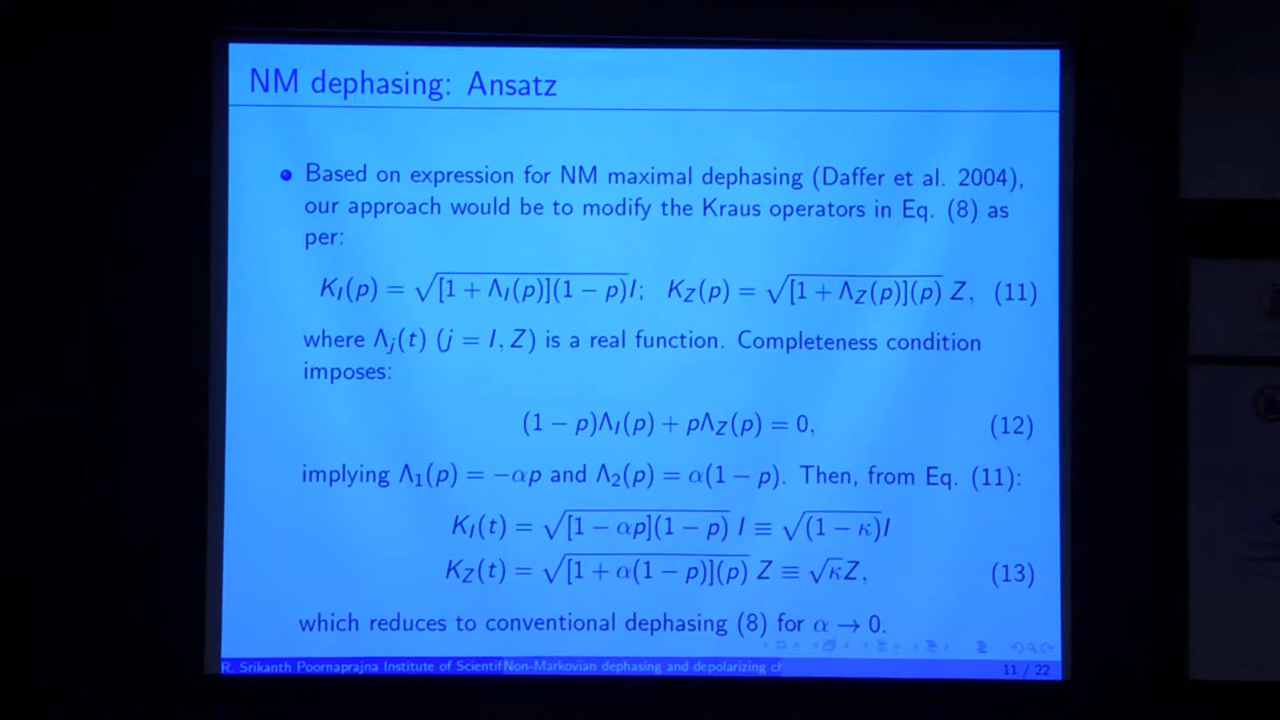 NM dephasing: Ansatz
Based on expression for NM maximal dephasing (Daffer et al. 2004),
our approach would be to modify the Kraus operators in Eq. (8) as
per:
K_I(p) = √[1 + Λ_I(p)](1 − p)I; K_Z(p) = √[1 + Λ_Z(p)](p) Z, (11)
where Λ_j(t) (j = I, Z) is a real function. Completeness condition
imposes:
(1 − p)Λ_I(p) + pΛ_Z(p) = 0, (12)
implying Λ_1(p) = −αp and Λ_2(p) = α(1 − p). Then, from Eq. (11):
K_I(t) = √[1 − αp](1 − p) I ≡ √(1 − κ)I
K_Z(t) = √[1 + α(1 − p)](p) Z ≡ √κZ, (13)
which reduces to conventional dephasing (8) for α → 0.
R. Srikanth Poornaprajna Institute of Scientif Non-Markovian dephasing and depolarizing ch 11 / 22